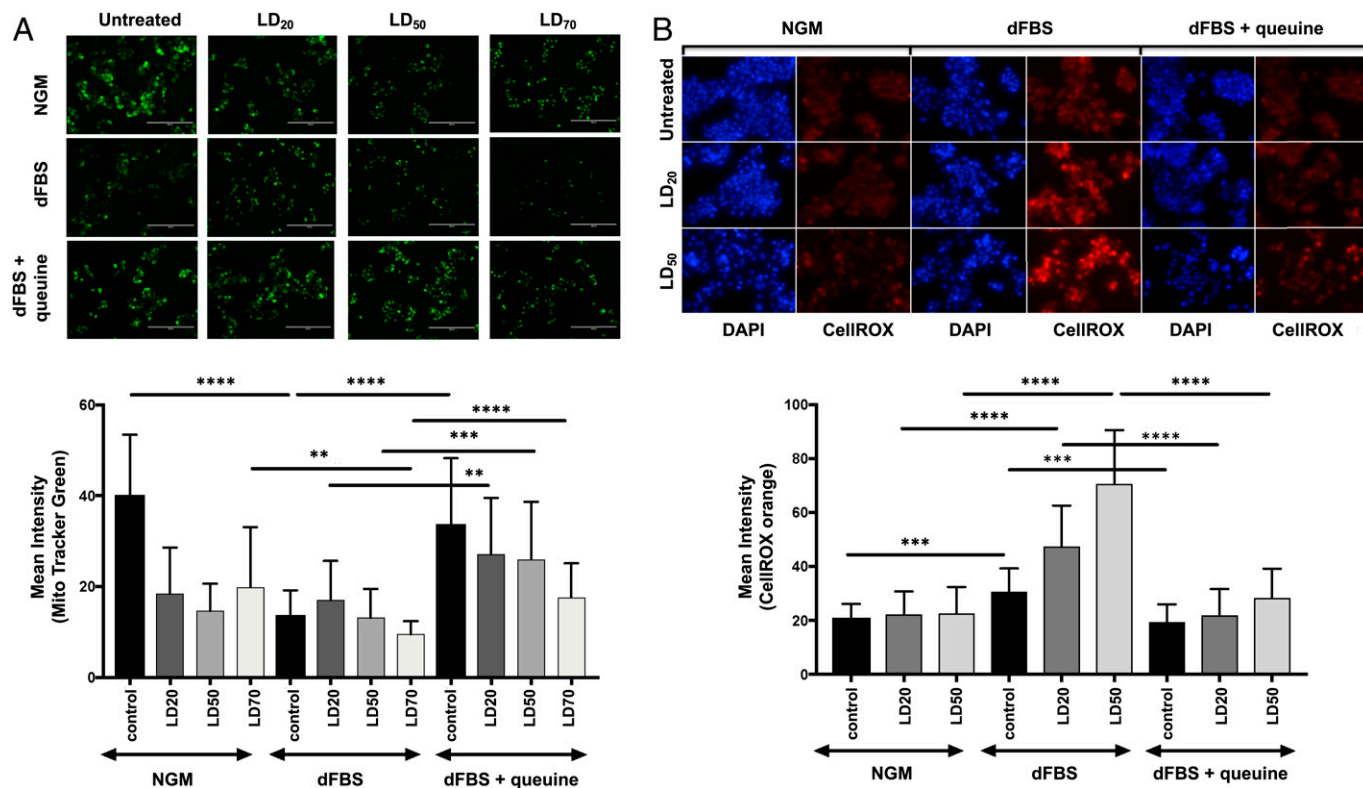 A
Untreated LD20 LD50 LD70
NGM
dFBS
dFBS +
queuine
B
NGM dFBS dFBS + queuine
Untreated
LD20
LD50
DAPI CellROX DAPI CellROX DAPI CellROX
Mean Intensity
(Mito Tracker Green)
60
40
20
0
**** ****
****
***
**
**
control LD20 LD50 LD70 control LD20 LD50 LD70 control LD20 LD50 LD70
NGM dFBS dFBS + queuine
Mean Intensity
(CellROX orange)
100
80
60
40
20
0
**** ****
****
****
***
***
control LD20 LD50 control LD20 LD50 control LD20 LD50
NGM dFBS dFBS + queuine